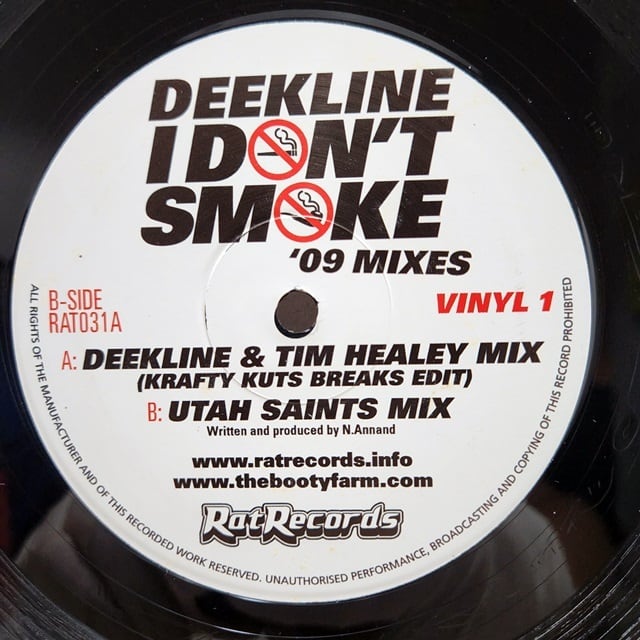 DEEKLINE
I DON'T
SMOKE
'09 MIXES
B-SIDE
RAT031A
VINYL 1
A: DEEKLINE & TIM HEALEY MIX
(KRAFTY KUTS BREAKS EDIT)
B: UTAH SAINTS MIX
Written and produced by N.Annand
www.ratrecords.info
www.thebootyfarm.com
RatRecords
ALL RIGHTS OF THE MANUFACTURER AND OF THIS RECORDED WORK RESERVED. UNAUTHORISED PERFORMANCE, BROADCASTING AND COPYING OF THIS RECORD PROHIBITED